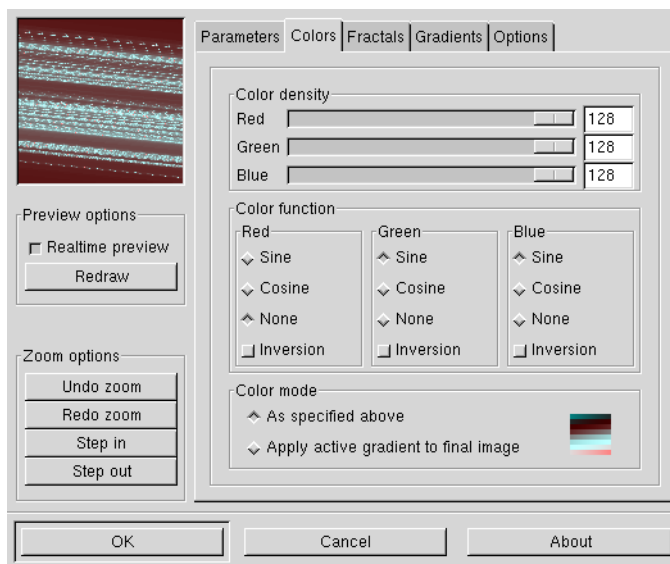 Parameters Colors Fractals Gradients Options
Color density
Red 128
Green 128
Blue 128
Preview options
Realtime preview
Redraw
Color function
Red Green Blue
Sine Sine Sine
Cosine Cosine Cosine
None None None
Inversion Inversion Inversion
Zoom options
Undo zoom
Redo zoom
Step in
Step out
Color mode
As specified above
Apply active gradient to final image
OK Cancel About